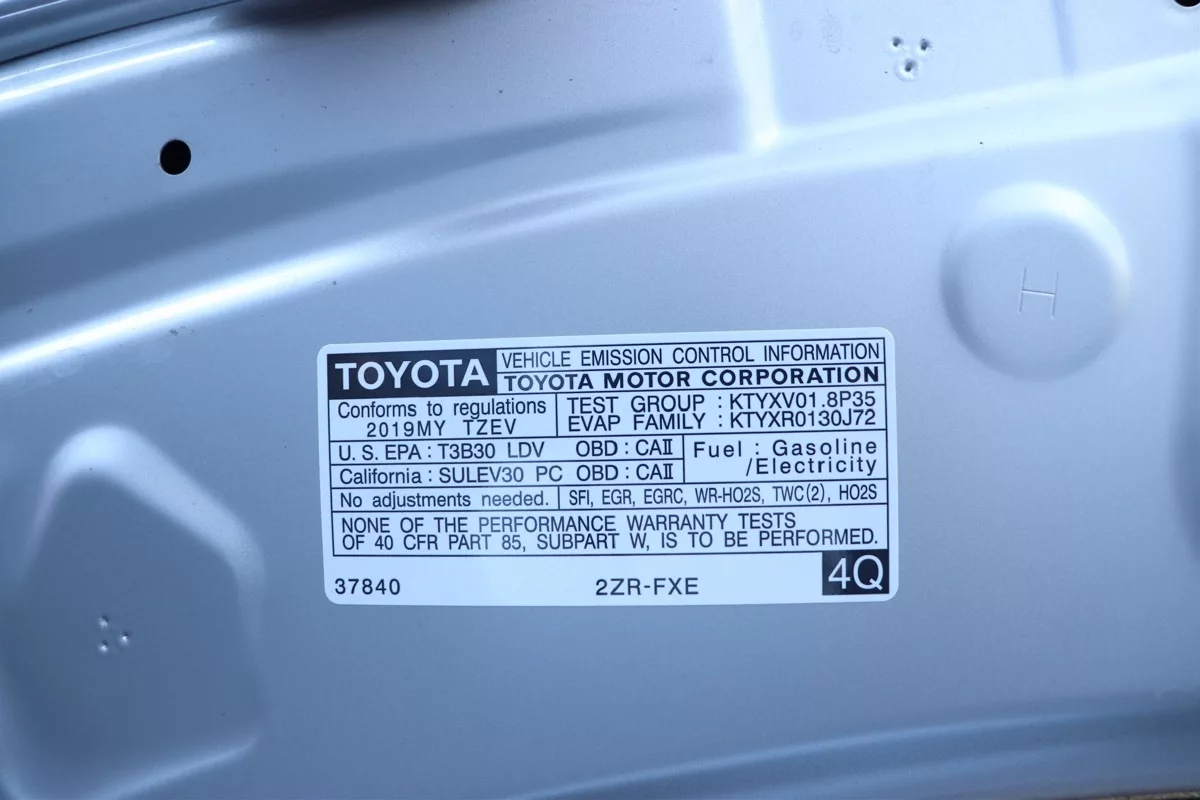 TOYOTA
VEHICLE EMISSION CONTROL INFORMATION
TOYOTA MOTOR CORPORATION
Conforms to regulations
2019MY TZEV
TEST GROUP : KTYXV01.8P35
EVAP FAMILY : KTYXR0130J72
U.S. EPA : T3B30 LDV OBD : CAⅡ
California : SULEV30 PC OBD : CAⅡ
Fuel : Gasoline
/Electricity
No adjustments needed.
SFI, EGR, EGRC, WR-HO2S, TWC(2), HO2S
NONE OF THE PERFORMANCE WARRANTY TESTS
OF 40 CFR PART 85, SUBPART W, IS TO BE PERFORMED.
37840 2ZR-FXE 4Q
H